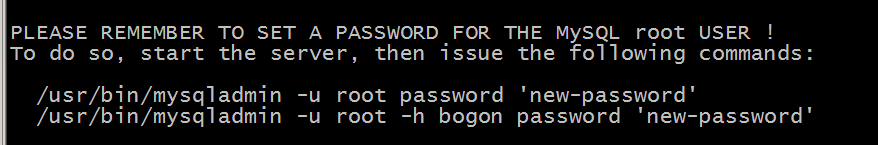 PLEASE REMEMBER TO SET A PASSWORD FOR THE MySQL root USER !
To do so, start the server, then issue the following commands:
/usr/bin/mysqladmin -u root password 'new-password'
/usr/bin/mysqladmin -u root -h bogon password 'new-password'